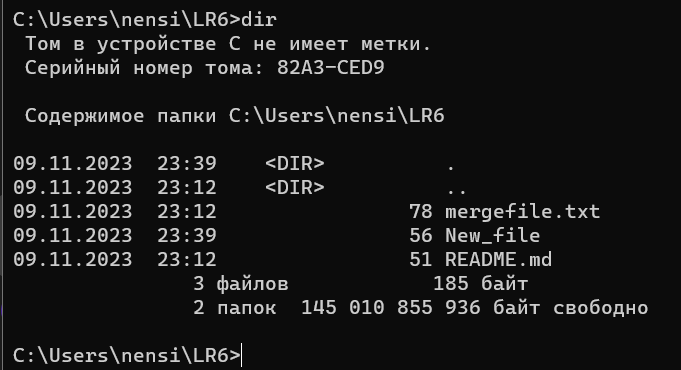 C:\Users\nensi\LR6>dir
Том в устройстве C не имеет метки.
Серийный номер тома: 82A3-CED9
Содержимое папки C:\Users\nensi\LR6
09.11.2023  23:39    <DIR>          .
09.11.2023  23:12    <DIR>          ..
09.11.2023  23:12                78 mergefile.txt
09.11.2023  23:39                56 New_file
09.11.2023  23:12                51 README.md
3 файлов            185 байт
2 папок  145 010 855 936 байт свободно
C:\Users\nensi\LR6>